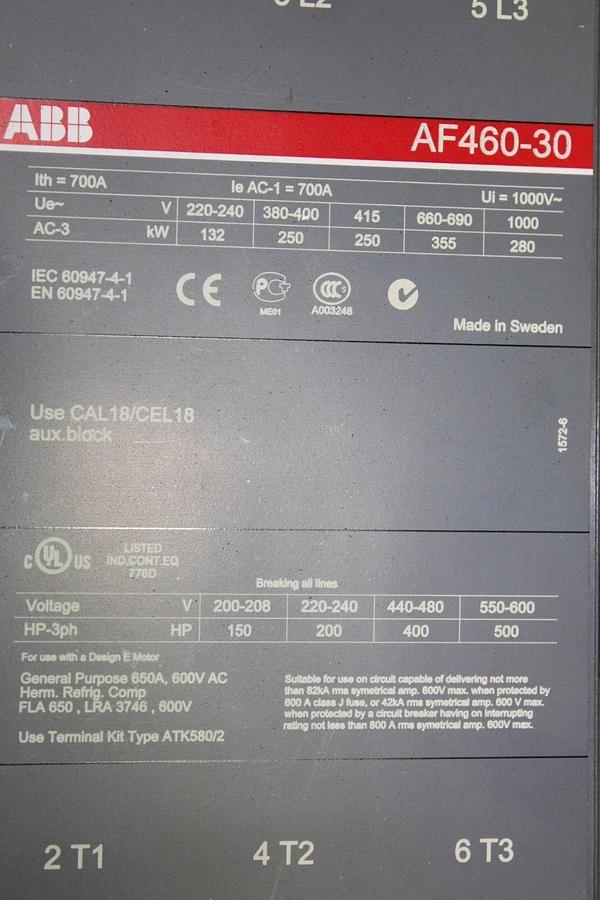 3 L2
5 L3
ABB
AF460-30
Ith = 700A
Ie AC-1 = 700A
Ui = 1000V~
Ue~ V 220-240 380-400 415 660-690 1000
AC-3 kW 132 250 250 355 280
IEC 60947-4-1
EN 60947-4-1
CE
PG
ME01
CCC S
A003248
Made in Sweden
Use CAL18/CEL18
aux.block
1572-6
c UL US
LISTED
IND.CONT.EQ
776D
Breaking all lines
Voltage V 200-208 220-240 440-480 550-600
HP-3ph HP 150 200 400 500
For use with a Design E Motor
General Purpose 650A, 600V AC
Herm. Refrig. Comp
FLA 650 , LRA 3746 , 600V
Use Terminal Kit Type ATK580/2
Suitable for use on circuit capable of delivering not more
than 82kA rms symetrical amp. 600V max. when protected by
800 A class J fuse, or 42kA rms symetrical amp. 600 V max.
when protected by a circuit breaker having on interrupting
rating not less than 800 A rms symetrical amp. 600V max.
2 T1
4 T2
6 T3